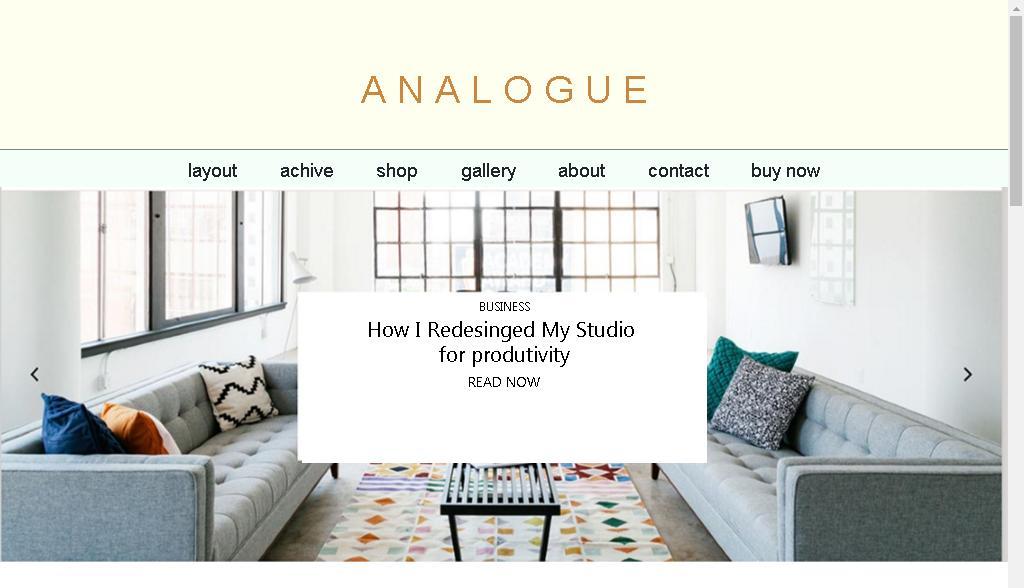 ANALOGUE
layout achive shop gallery about contact buy now
BUSINESS
How I Redesinged My Studio
for produtivity
READ NOW